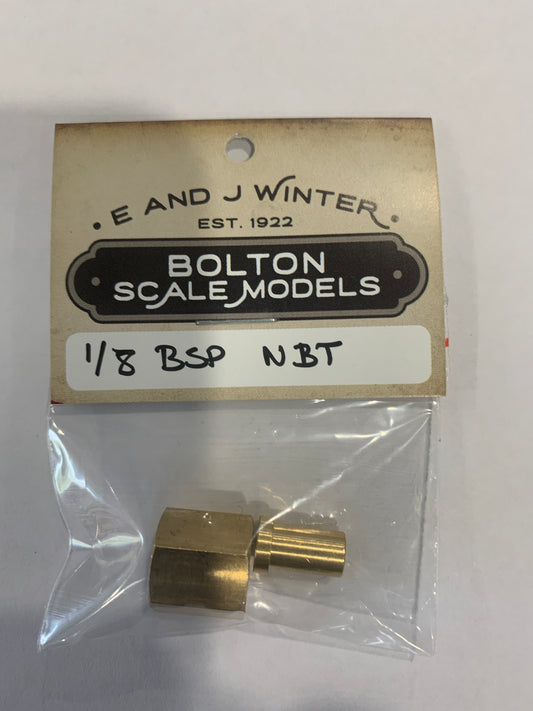 • E AND J WINTER •
EST. 1922
BOLTON
SCALE MODELS
1/8 BSP NBT